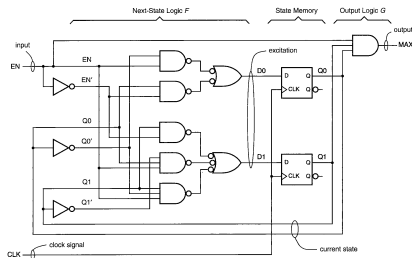 Next-State Logic F
State Memory
Output Logic G
input
output
excitation
EN
EN
EN'
D0
D Q
CLK Q
Q0
MAX
Q0
Q0'
Q1
Q1'
D1
D Q
CLK Q
Q1
CLK
clock signal
current state